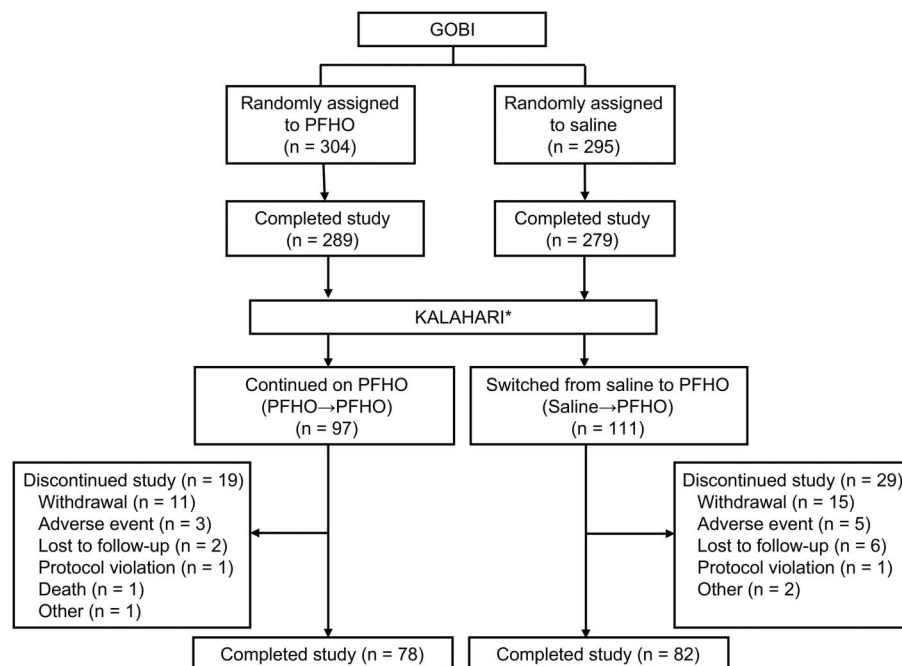 GOBI
Randomly assigned
to PFHO
(n = 304)
Randomly assigned
to saline
(n = 295)
Completed study
(n = 289)
Completed study
(n = 279)
KALAHARI*
Continued on PFHO
(PFHO→PFHO)
(n = 97)
Switched from saline to PFHO
(Saline→PFHO)
(n = 111)
Discontinued study (n = 19)
Withdrawal (n = 11)
Adverse event (n = 3)
Lost to follow-up (n = 2)
Protocol violation (n = 1)
Death (n = 1)
Other (n = 1)
Discontinued study (n = 29)
Withdrawal (n = 15)
Adverse event (n = 5)
Lost to follow-up (n = 6)
Protocol violation (n = 1)
Other (n = 2)
Completed study (n = 78)
Completed study (n = 82)